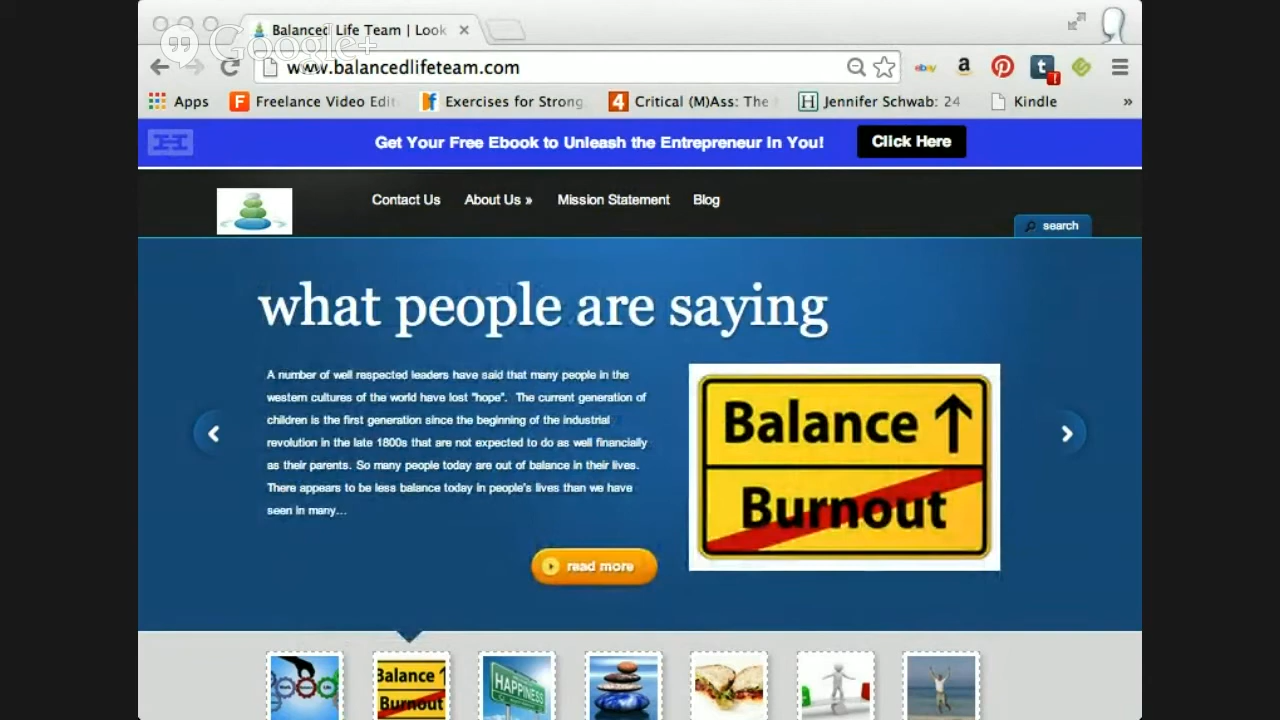 Balanced Life Team | Look
Google+
www.balancedlifeteam.com
ebay
a
t
!
Apps
F Freelance Video Edit
f Exercises for Strong
4 Critical (M)Ass: The
H Jennifer Schwab: 24
Kindle
»
Get Your Free Ebook to Unleash the Entrepreneur in You!
Click Here
Contact Us
About Us »
Mission Statement
Blog
search
what people are saying
A number of well respected leaders have said that many people in the
western cultures of the world have lost "hope". The current generation of
children is the first generation since the beginning of the industrial
revolution in the late 1800s that are not expected to do as well financially
as their parents. So many people today are out of balance in their lives.
There appears to be less balance today in people's lives than we have
seen in many...
Balance
Burnout
read more
Balance
Burnout
HAPPINESS